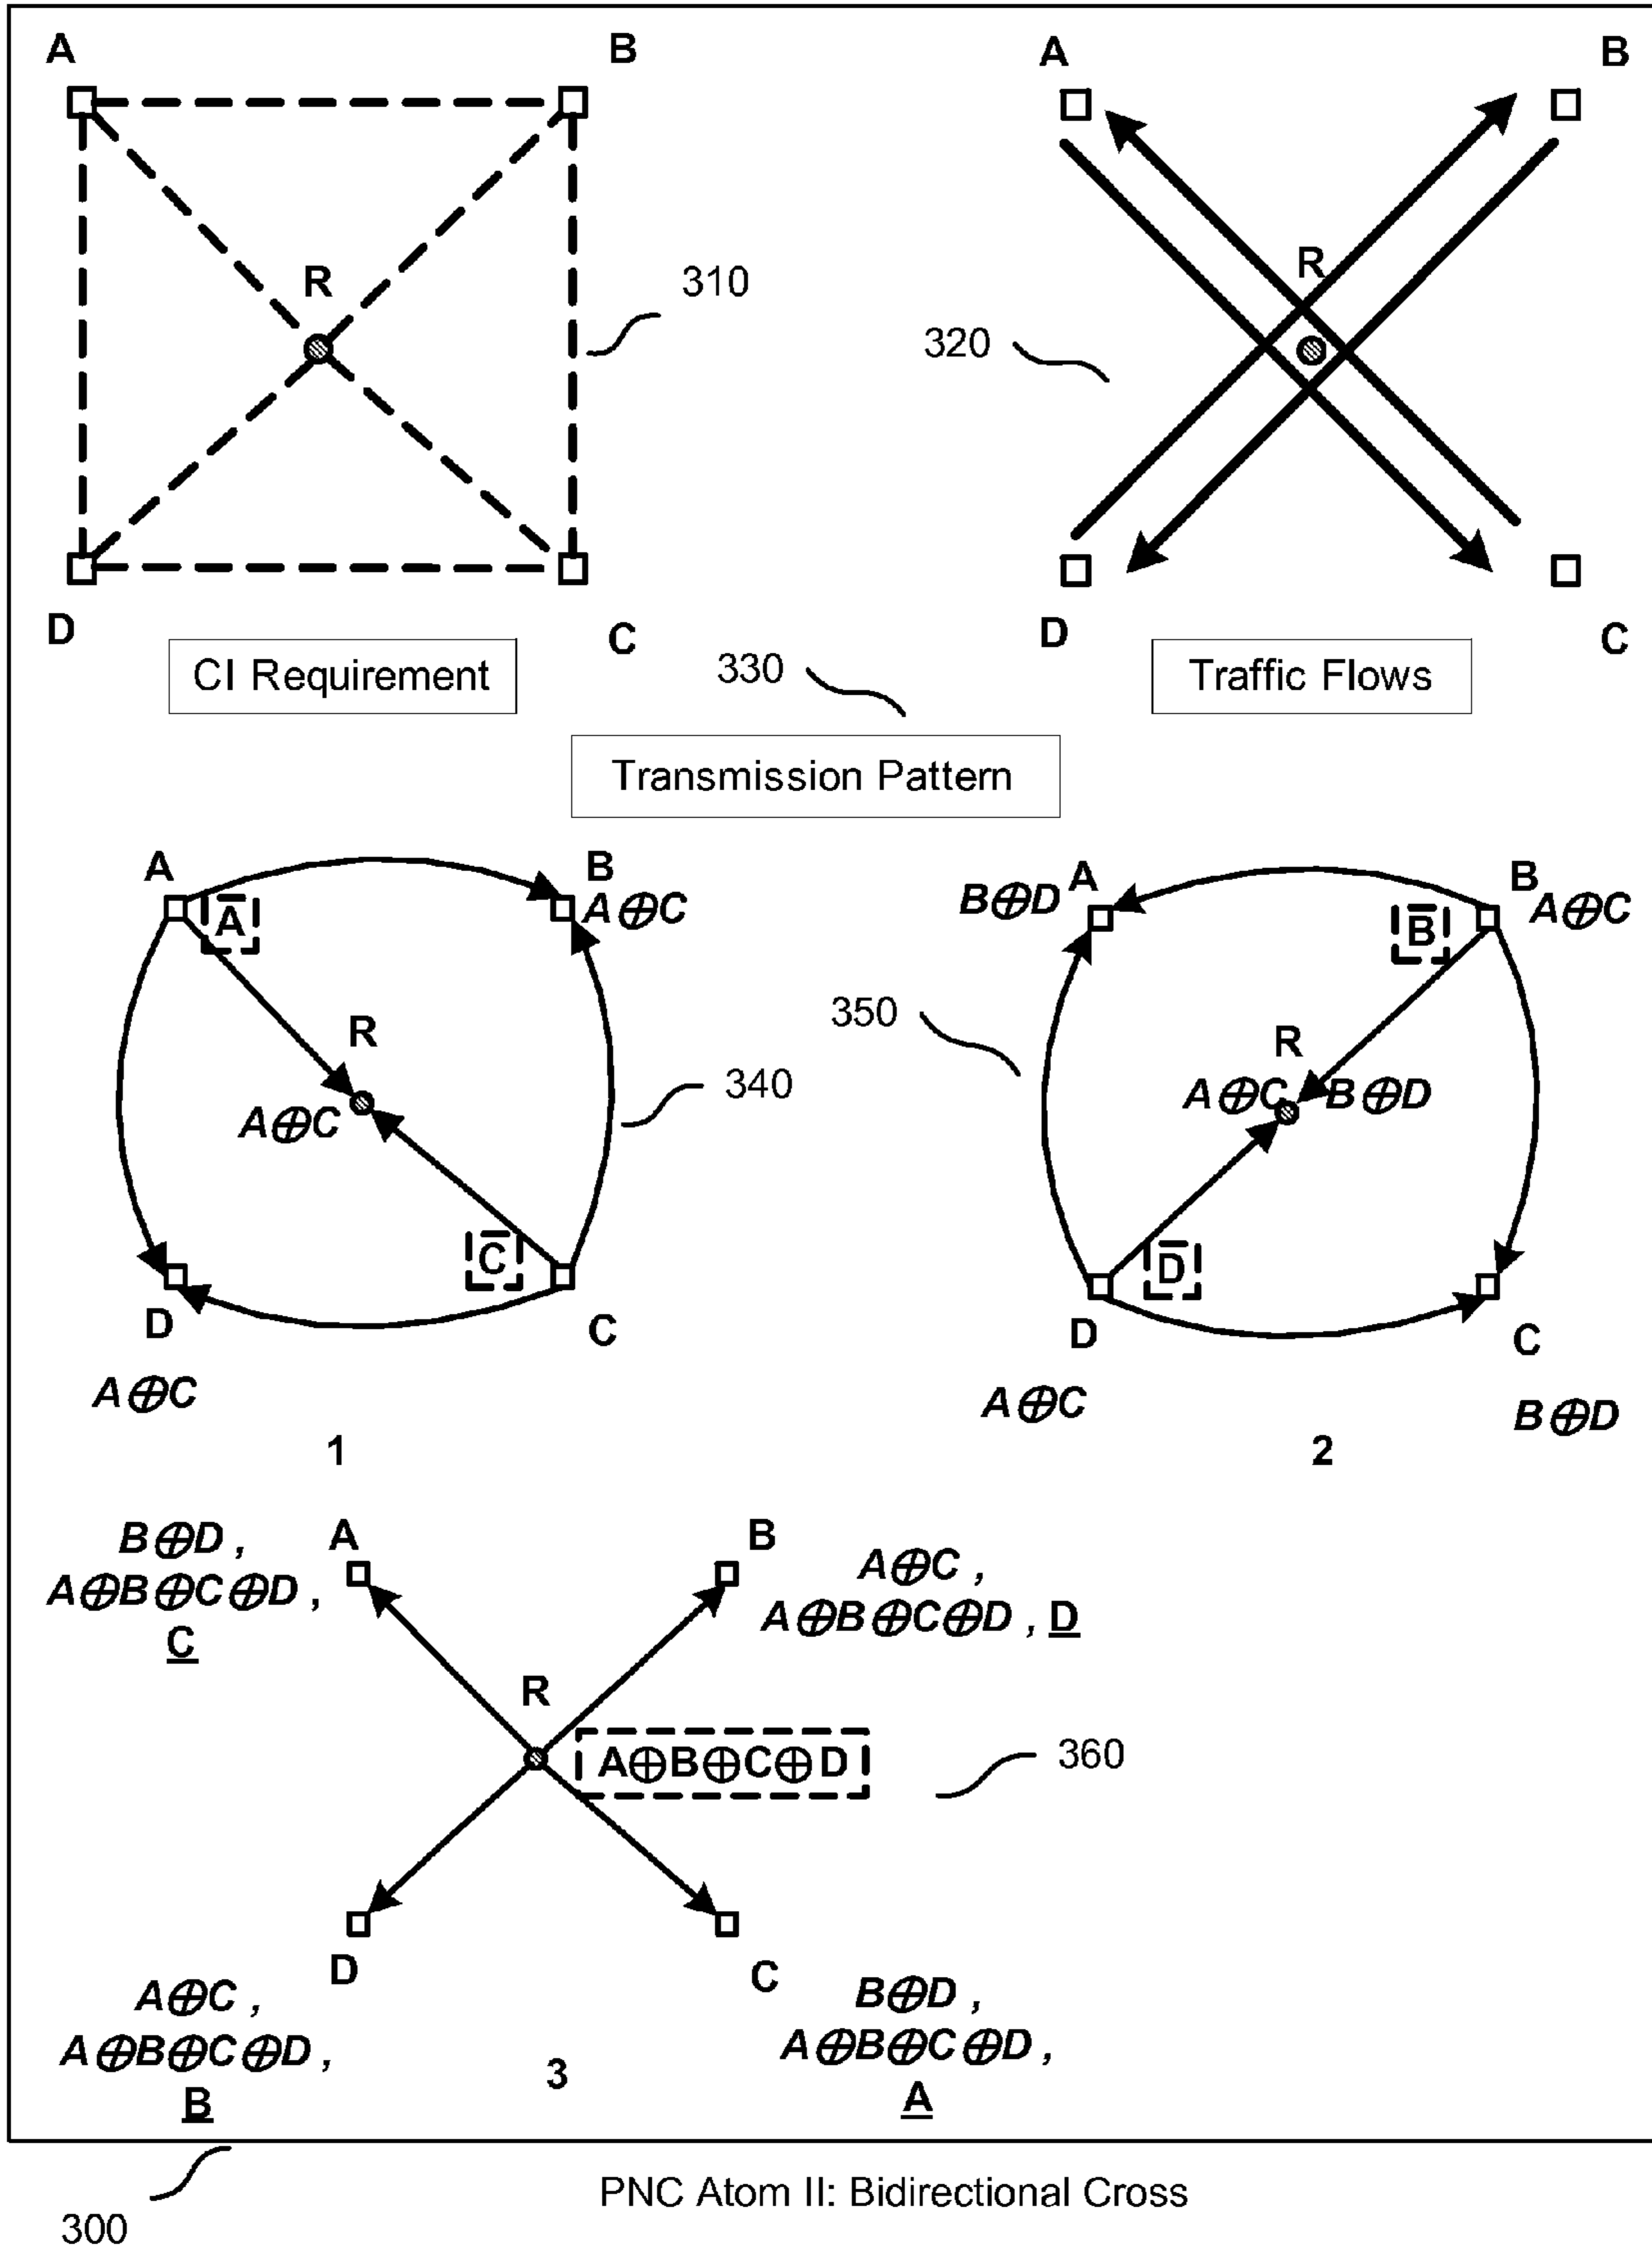 A B
R
310
D C
CI Requirement
A B
R
320
D C
Traffic Flows
330
Transmission Pattern
A B
A A⊕C
R
A⊕C
340
C
D C
A⊕C
1
B⊕D A B A⊕C
B
350
R
A⊕C B⊕D
D
D C
A⊕C B⊕D
2
B⊕D ,
A⊕B⊕C⊕D ,
C
A B
A⊕C ,
A⊕B⊕C⊕D , D
R
A⊕B⊕C⊕D
360
D C
A⊕C ,
A⊕B⊕C⊕D ,
B
3
B⊕D ,
A⊕B⊕C⊕D ,
A
300
PNC Atom II: Bidirectional Cross